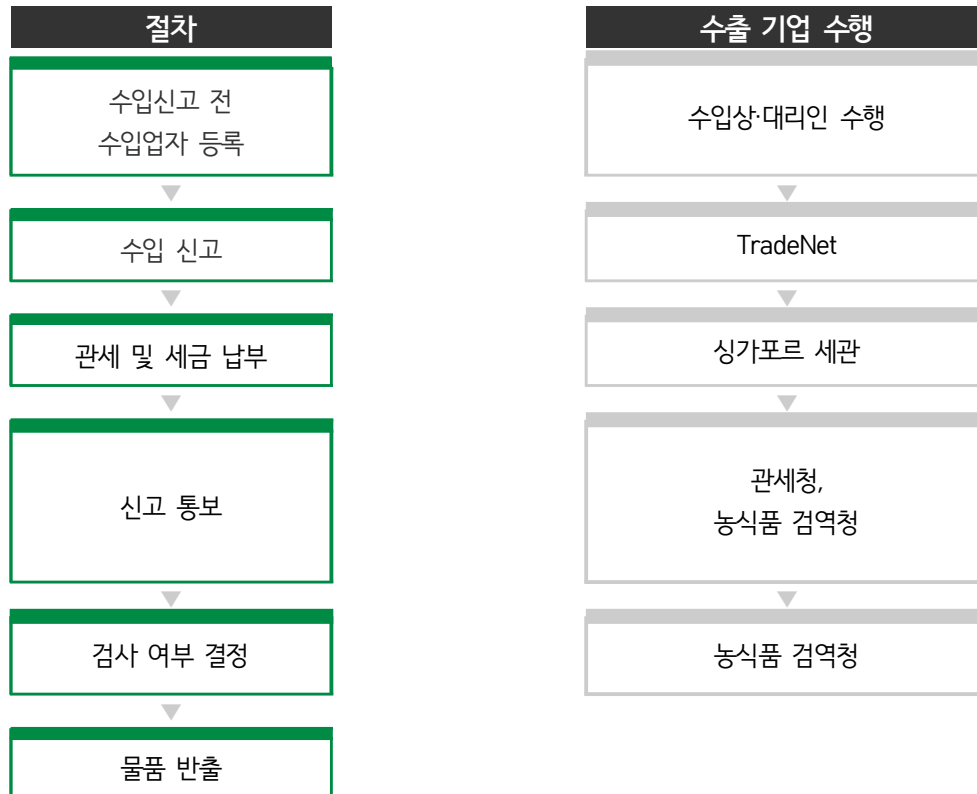 절차
수출 기업 수행
수입신고 전
수입업자 등록
수입상·대리인 수행
수입 신고
TradeNet
관세 및 세금 납부
싱가포르 세관
신고 통보
관세청,
농식품 검역청
검사 여부 결정
농식품 검역청
물품 반출